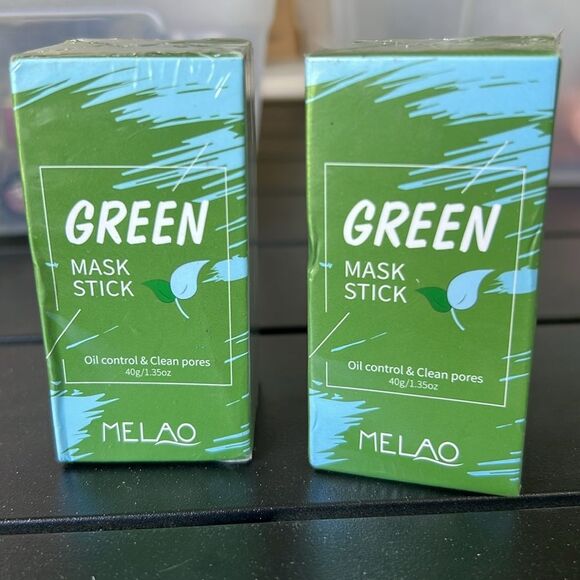 GREEN
MASK
STICK
Oil control & Clean pores
40g/1.35oz
MELAO
GREEN
MASK
STICK
Oil control & Clean pores
40g/1.35oz
MELAO